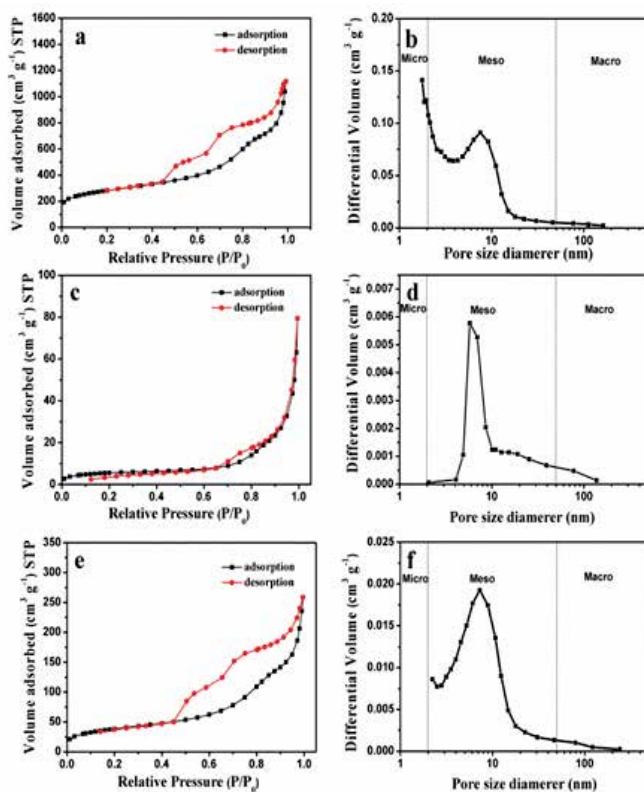 a
adsorption
desorption
Volume adsorbed (cm³ g⁻¹) STP
1600
1400
1200
1000
800
600
400
200
0
0.0 0.2 0.4 0.6 0.8 1.0
Relative Pressure (P/P₀)
b
Micro Meso Macro
Differential Volume (cm³ g⁻¹)
0.20
0.15
0.10
0.05
0.00
1 10 100
Pore size diamerer (nm)
c
adsorption
desorption
Volume adsorbed (cm³ g⁻¹) STP
80
60
40
20
0
0.0 0.2 0.4 0.6 0.8 1.0
Relative Pressure (P/P₀)
d
Micro Meso Macro
Differential Volume (cm³ g⁻¹)
0.007
0.006
0.005
0.004
0.003
0.002
0.001
0.000
1 10 100
Pore size diamerer (nm)
e
adsorption
desorption
Volume adsorbed (cm³ g⁻¹) STP
350
300
250
200
150
100
50
0
0.0 0.2 0.4 0.6 0.8 1.0
Relative Pressure (P/P₀)
f
Micro Meso Macro
Differential Volume (cm³ g⁻¹)
0.025
0.020
0.015
0.010
0.005
0.000
1 10 100
Pore size diamerer (nm)